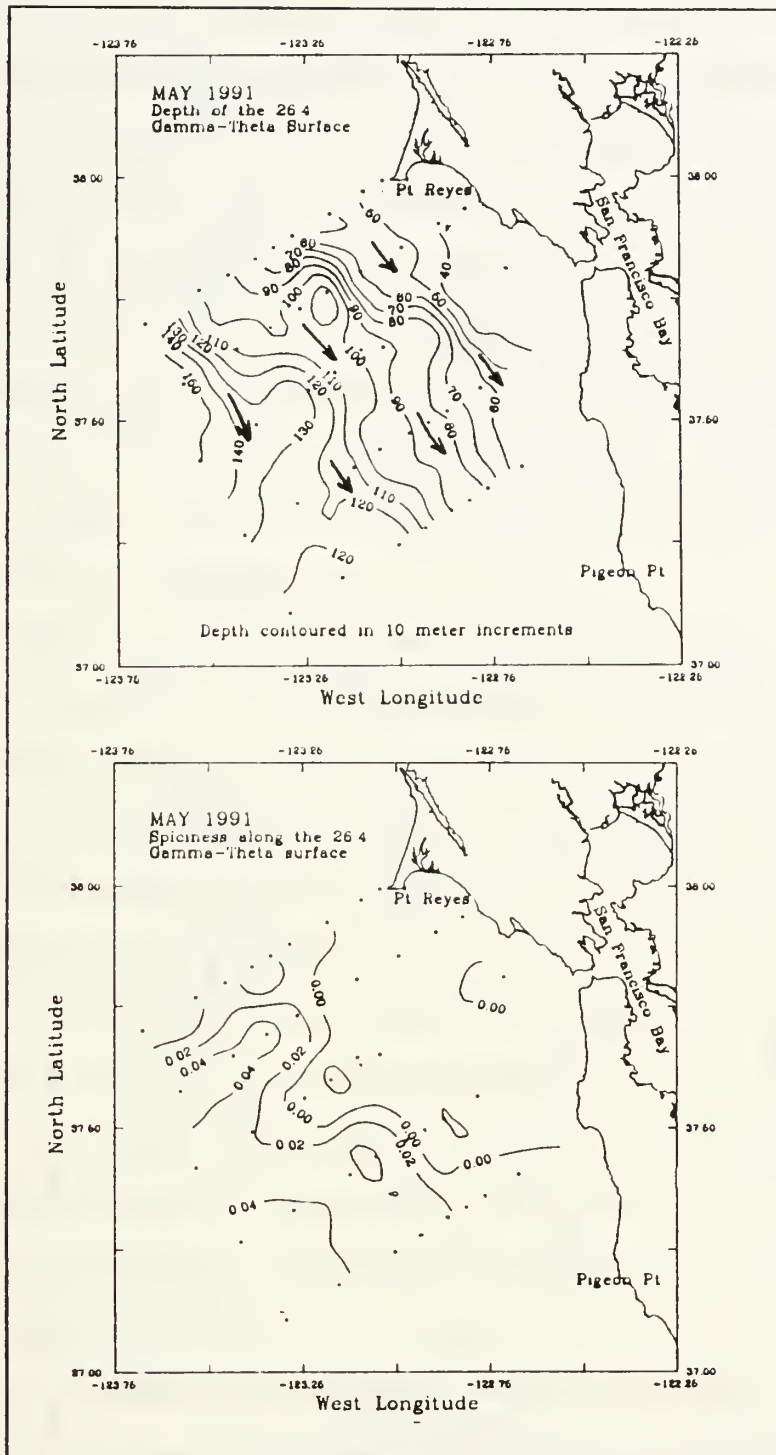 -123.76 -123.26 -122.76 -122.26
MAY 1991
Depth of the 26.4
Gamma-Theta Surface
38.00 38.00
Pt Reyes
San Francisco Bay
60
40
60
70
80
90
100
60
70
80
60
90
130
140
160
120
110
100
110
120
90
70
80
60
130
140
110
120
120
37.60
North Latitude
Pigeon Pt
Depth contoured in 10 meter increments
37.00 37.00
-123.26 -122.76
-123.76 -122.26
West Longitude
-123.76 -123.26 -122.76 -122.26
MAY 1991
Spiciness along the 26.4
Gamma-Theta surface
38.00 38.00
Pt Reyes
San Francisco Bay
0.00
0.00
0.02
0.04
0.04
0.02
0.00
0.00
0.02
0.02
0.00
0.04
37.60 37.60
North Latitude
Pigeon Pt
37.00 37.00
-123.76 -123.26 -122.76 -122.26
West Longitude